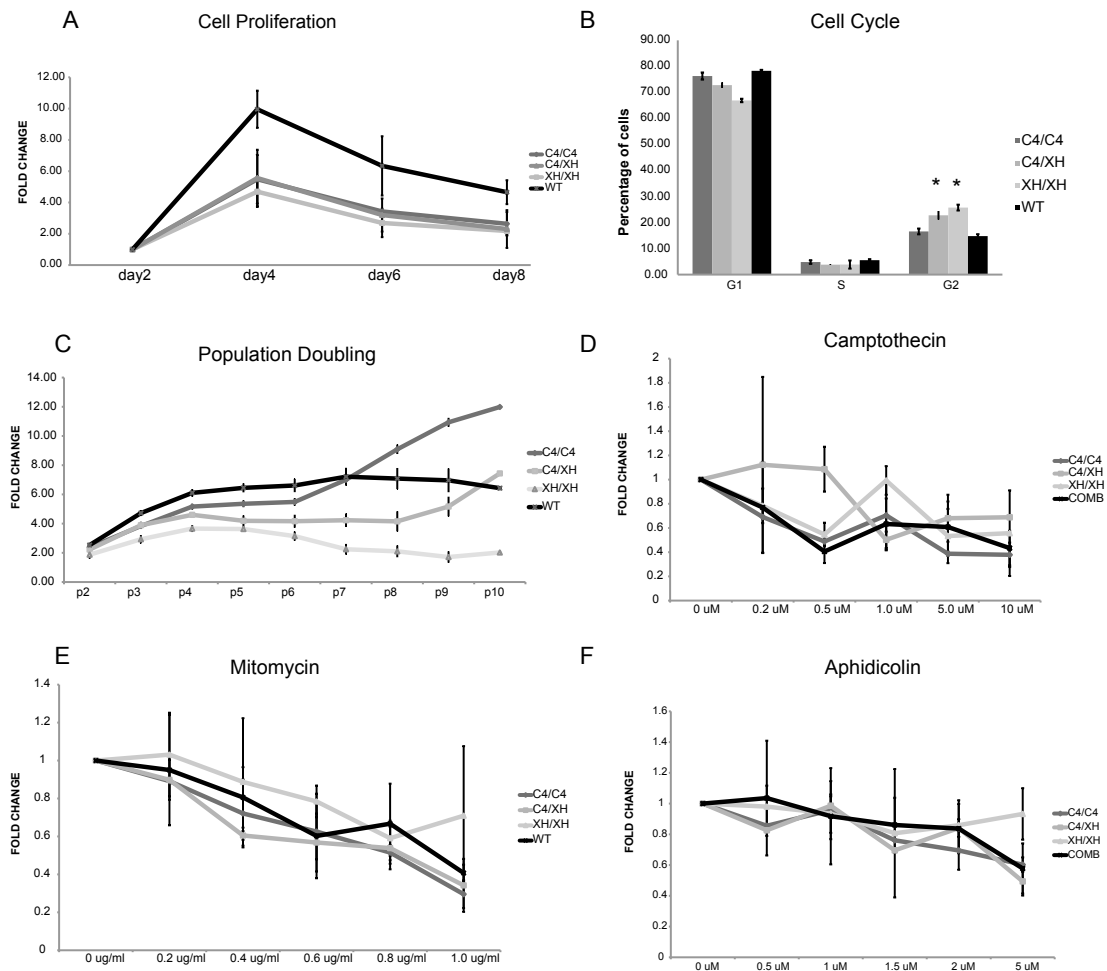 A
Cell Proliferation
FOLD CHANGE
12.00
10.00
8.00
6.00
4.00
2.00
0.00
day2 day4 day6 day8
C4/C4
C4/XH
XH/XH
WT
B
Cell Cycle
Percentage of cells
90.00
80.00
70.00
60.00
50.00
40.00
30.00
20.00
10.00
0.00
* *
G1 S G2
C4/C4
C4/XH
XH/XH
WT
C
Population Doubling
FOLD CHANGE
14.00
12.00
10.00
8.00
6.00
4.00
2.00
0.00
p2 p3 p4 p5 p6 p7 p8 p9 p10
C4/C4
C4/XH
XH/XH
WT
D
Camptothecin
FOLD CHANGE
2
1.8
1.6
1.4
1.2
1
0.8
0.6
0.4
0.2
0
0 uM 0.2 uM 0.5 uM 1.0 uM 5.0 uM 10 uM
C4/C4
C4/XH
XH/XH
COMB
E
Mitomycin
FOLD CHANGE
1.4
1.2
1
0.8
0.6
0.4
0.2
0
0 ug/ml 0.2 ug/ml 0.4 ug/ml 0.6 ug/ml 0.8 ug/ml 1.0 ug/ml
C4/C4
C4/XH
XH/XH
WT
F
Aphidicolin
FOLD CHANGE
1.6
1.4
1.2
1
0.8
0.6
0.4
0.2
0
0 uM 0.5 uM 1 uM 1.5 uM 2 uM 5 uM
C4/C4
C4/XH
XH/XH
COMB